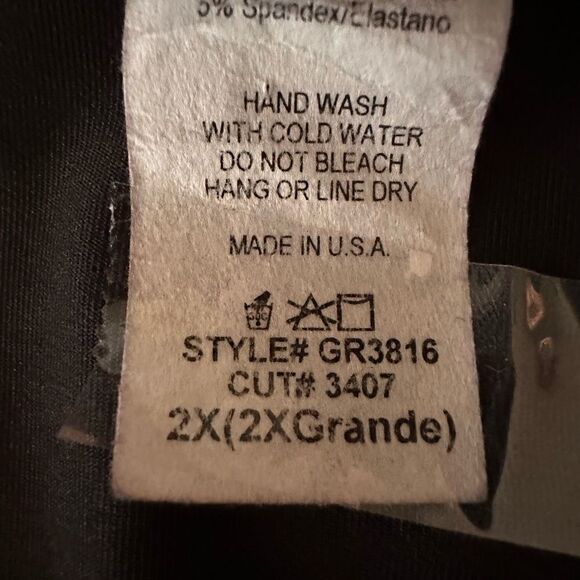 5% Spandex/Elastano
HAND WASH
WITH COLD WATER
DO NOT BLEACH
HANG OR LINE DRY
MADE IN U.S.A.
STYLE# GR3816
CUT# 3407
2X(2XGrande)